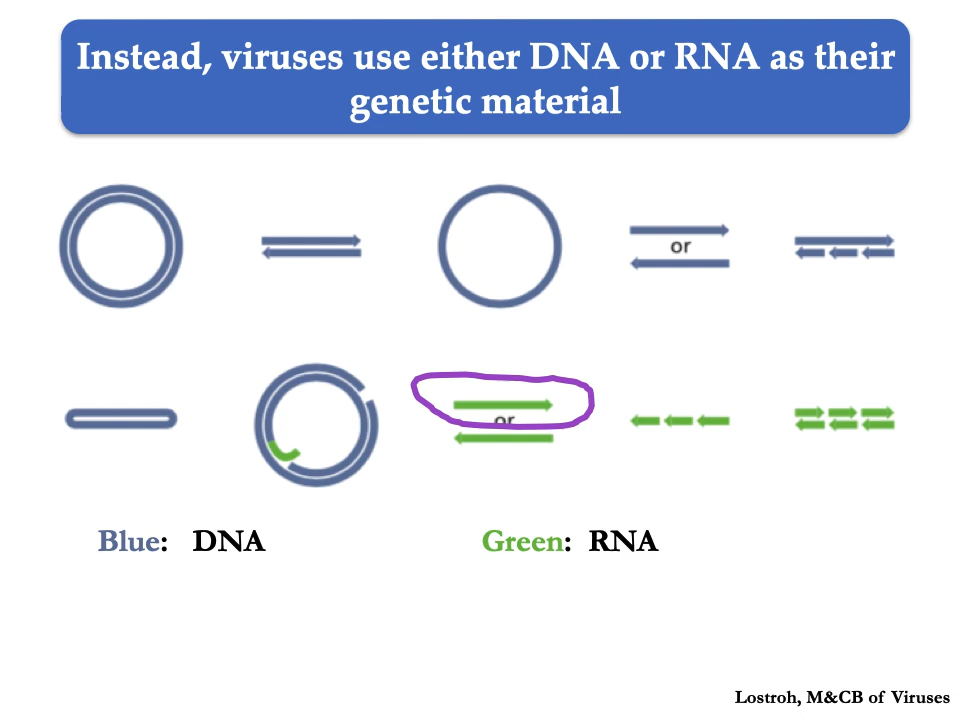 Instead, viruses use either DNA or RNA as their
genetic material
or
or
Blue: DNA
Green: RNA
Lostroh, M&CB of Viruses